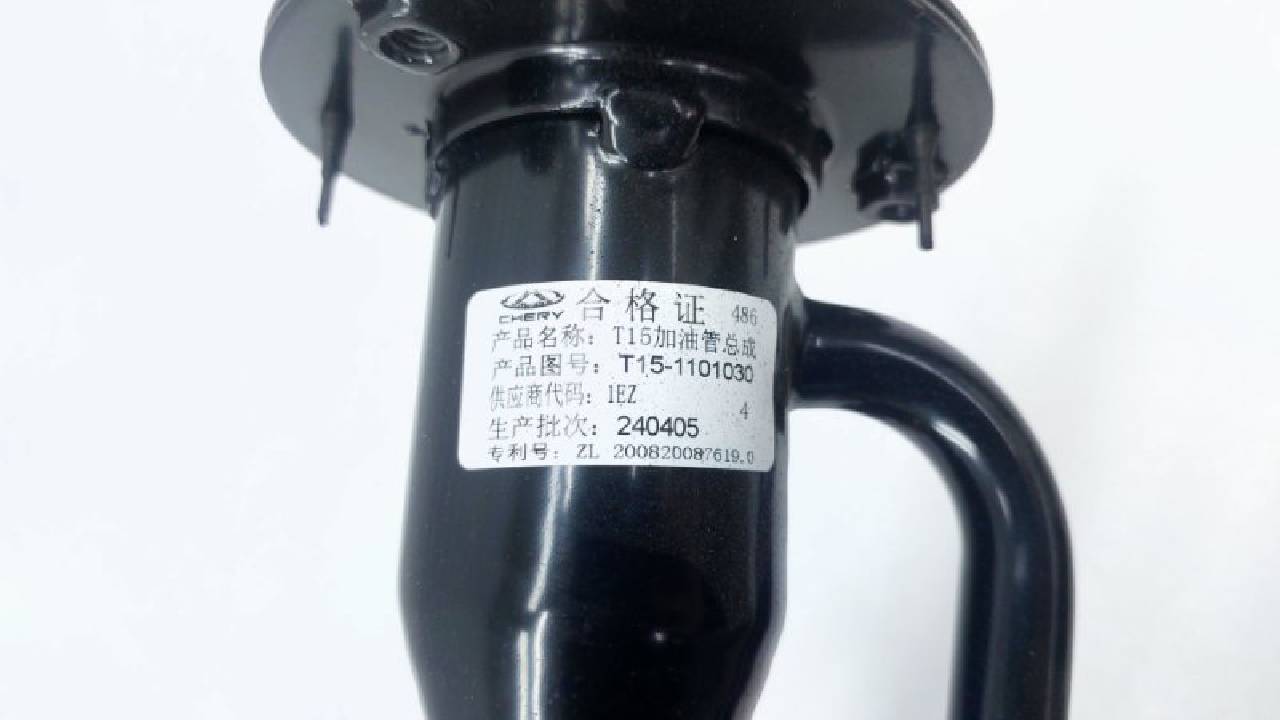 CHERY 合格证 486
产品名称：T15加油管总成
产品图号：T15-1101030
供应商代码：1EZ 4
生产批次：240405
专利号：ZL 200820087619.0